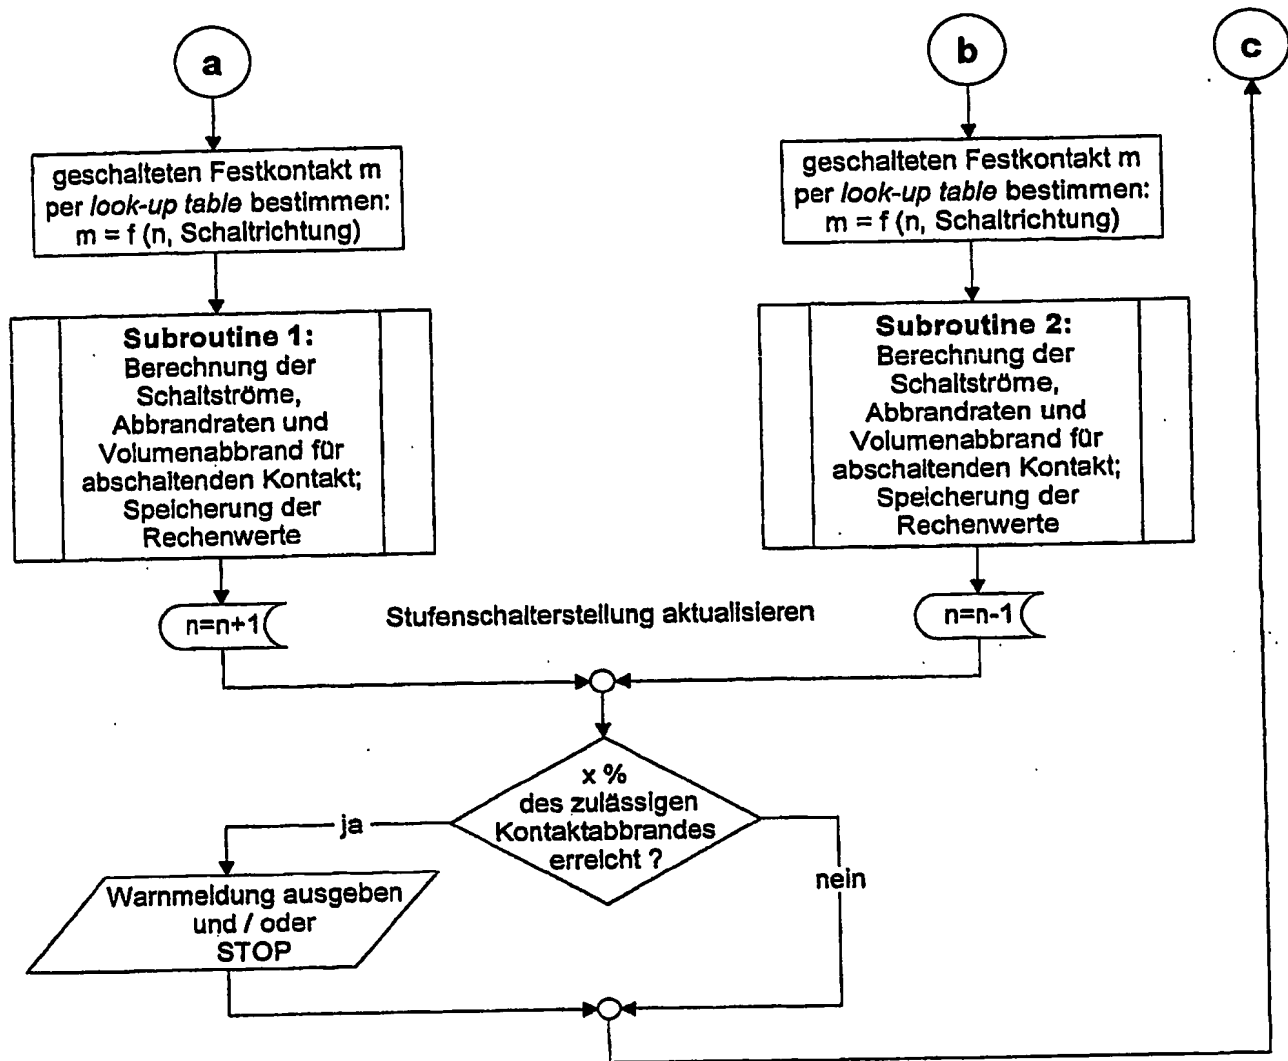 a
b
c
geschalteten Festkontakt m
per look-up table bestimmen:
m = f (n, Schaltrichtung)
geschalteten Festkontakt m
per look-up table bestimmen:
m = f (n, Schaltrichtung)
Subroutine 1:
Berechnung der
Schaltströme,
Abbrandraten und
Volumenabbrand für
abschaltenden Kontakt;
Speicherung der
Rechenwerte
Subroutine 2:
Berechnung der
Schaltströme,
Abbrandraten und
Volumenabbrand für
abschaltenden Kontakt;
Speicherung der
Rechenwerte
n=n+1
Stufenschalterstellung aktualisieren
n=n-1
x %
des zulässigen
Kontaktabbrandes
erreicht ?
ja
nein
Warnmeldung ausgeben
und / oder
STOP